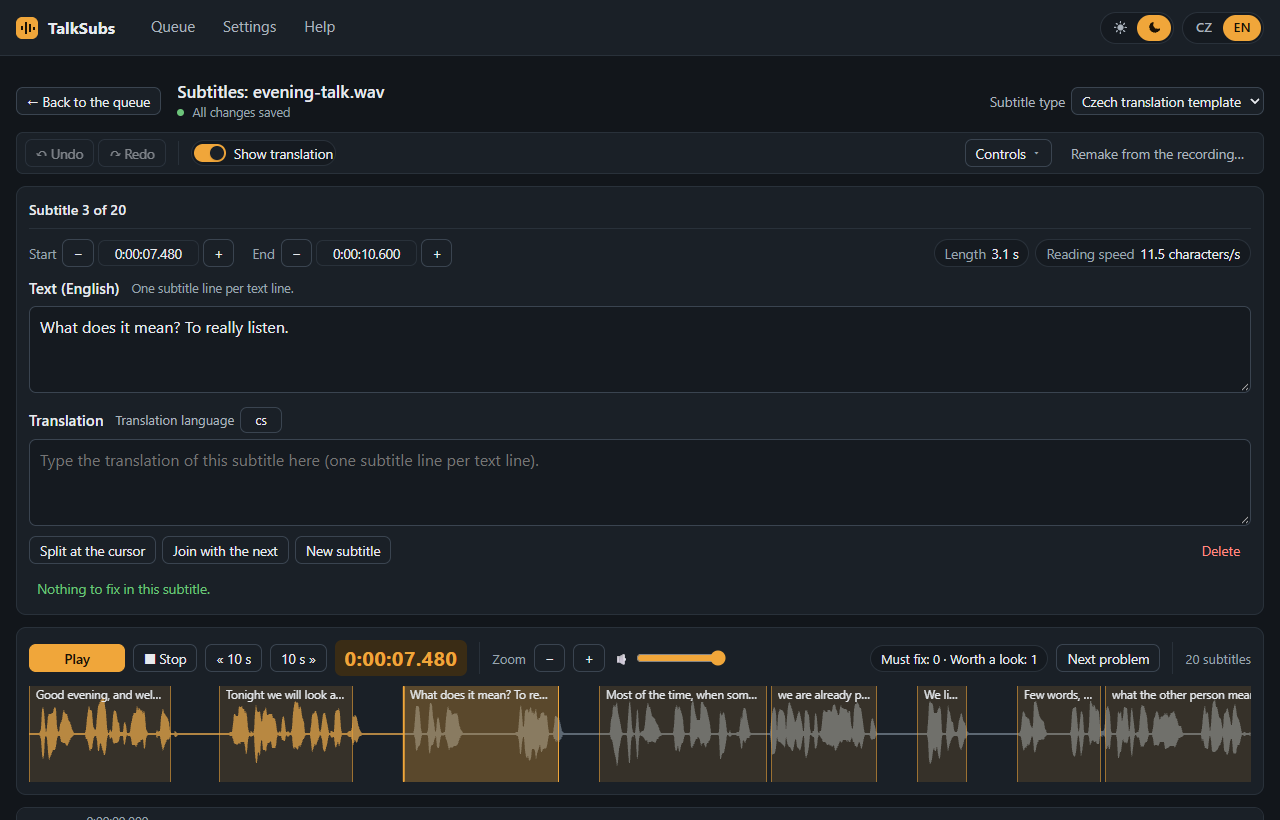 TalkSubs Queue Settings Help CZ EN
← Back to the queue
Subtitles: evening-talk.wav
All changes saved
Subtitle type Czech translation template
Undo Redo Show translation Controls Remake from the recording...
Subtitle 3 of 20
Start − 0:00:07.480 + End − 0:00:10.600 + Length 3.1 s Reading speed 11.5 characters/s
Text (English) One subtitle line per text line.
What does it mean? To really listen.
Translation Translation language cs
Type the translation of this subtitle here (one subtitle line per text line).
Split at the cursor Join with the next New subtitle Delete
Nothing to fix in this subtitle.
Play Stop « 10 s 10 s » 0:00:07.480 Zoom − + Must fix: 0 · Worth a look: 1 Next problem 20 subtitles
Good evening, and wel... Tonight we will look a... What does it mean? To re... Most of the time, when som... we are already p... We li... Few words, ... what the other person mea